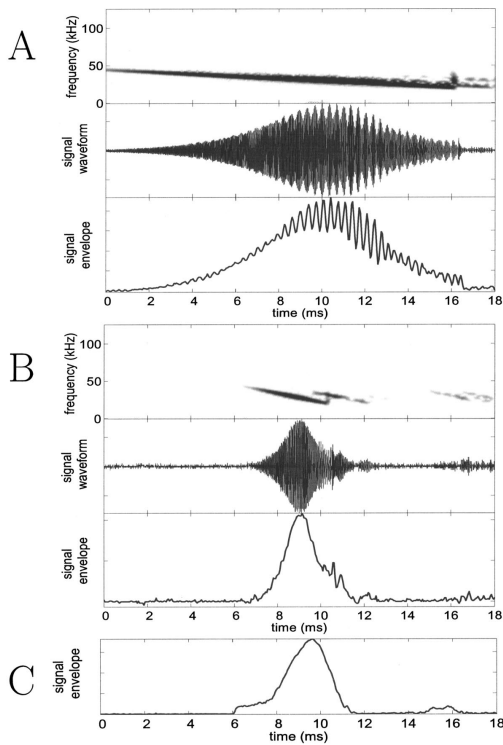 A
frequency (kHz)
100
50
0
signal
waveform
signal
envelope
0 2 4 6 8 10 12 14 16 18
time (ms)
B
frequency (kHz)
100
50
0
signal
waveform
signal
envelope
0 2 4 6 8 10 12 14 16 18
time (ms)
C
signal
envelope
0 2 4 6 8 10 12 14 16 18
time (ms)